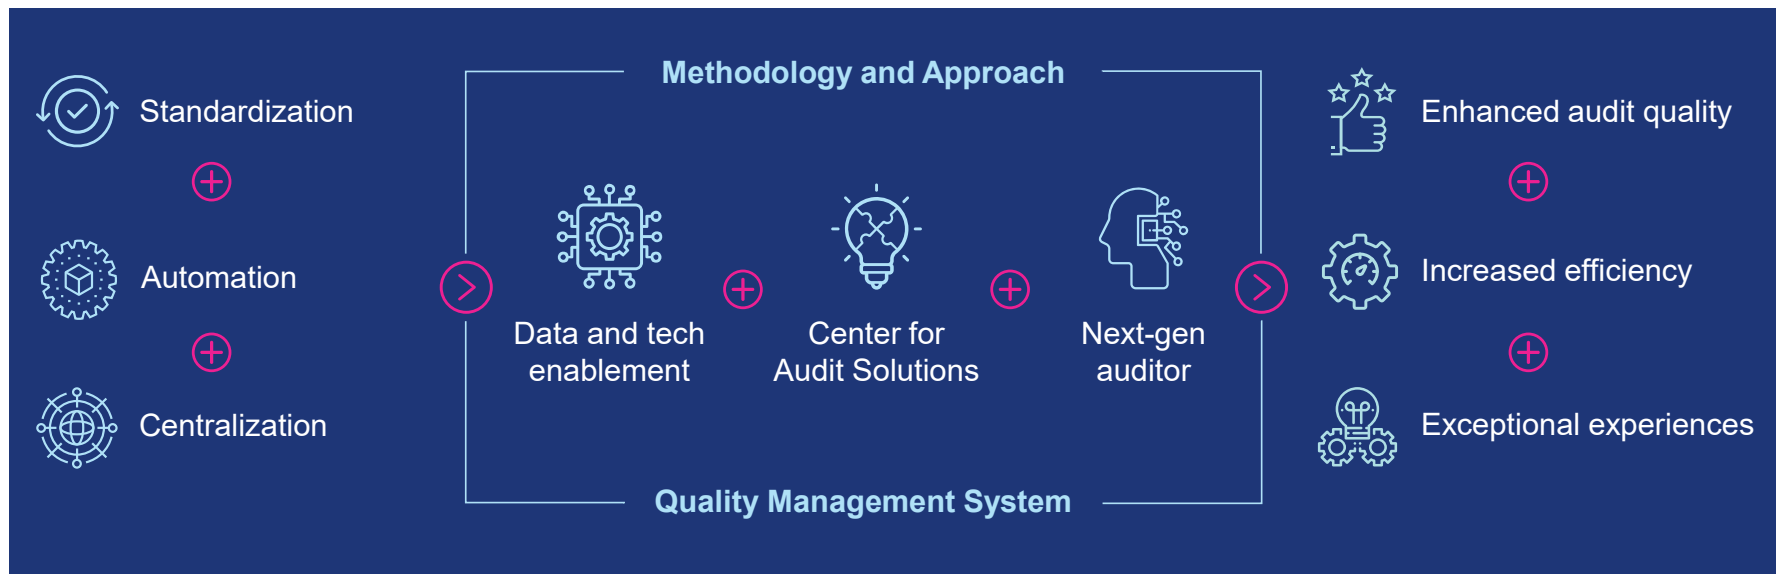 Standardization
Automation
Centralization
Methodology and Approach
Data and tech
enablement
Center for
Audit Solutions
Next-gen
auditor
Quality Management System
Enhanced audit quality
Increased efficiency
Exceptional experiences